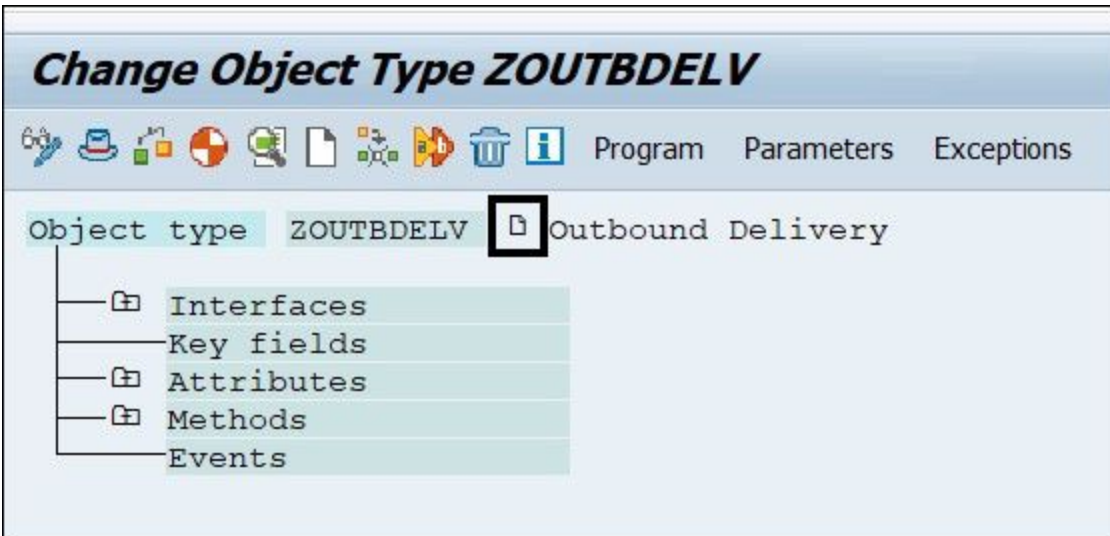 Change Object Type ZOUTBDELV
Program Parameters Exceptions
Object type ZOUTBDELV Outbound Delivery
Interfaces
Key fields
Attributes
Methods
Events